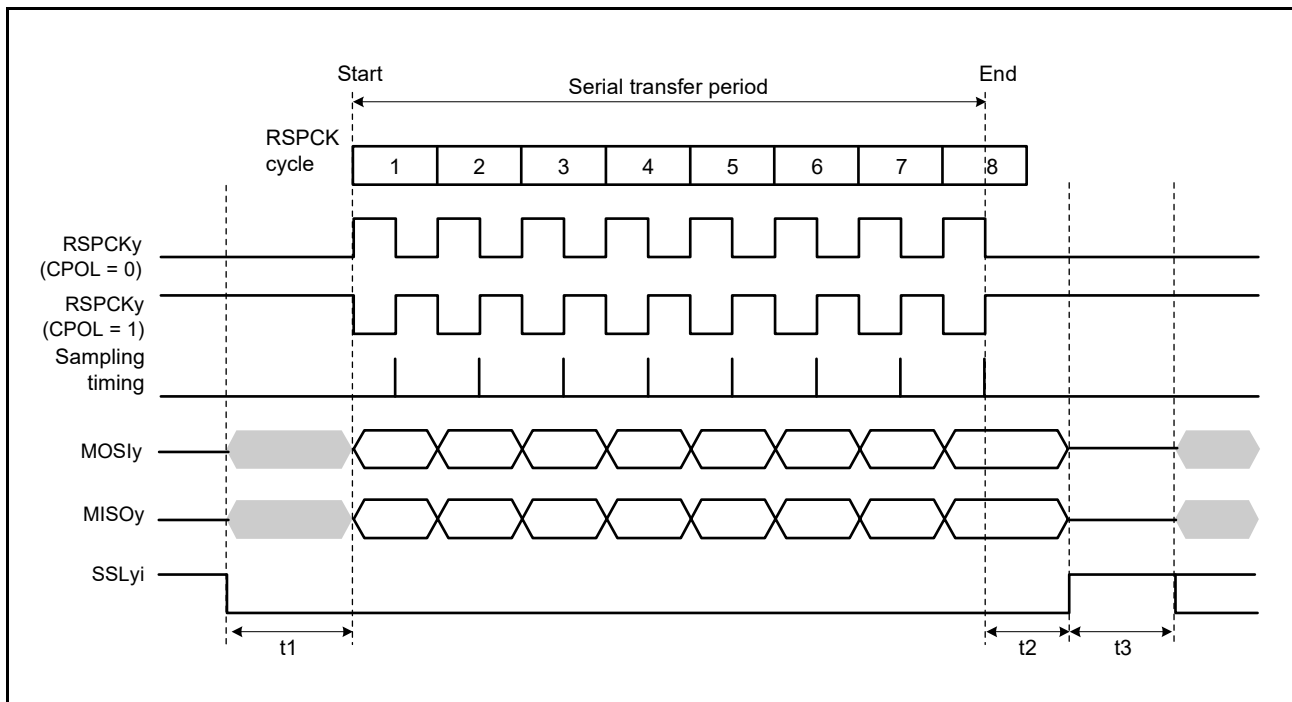 Start
End
Serial transfer period
RSPCK
cycle
1 2 3 4 5 6 7 8
RSPCKy
(CPOL = 0)
RSPCKy
(CPOL = 1)
Sampling
timing
MOSIy
MISOy
SSLyi
t1
t2
t3